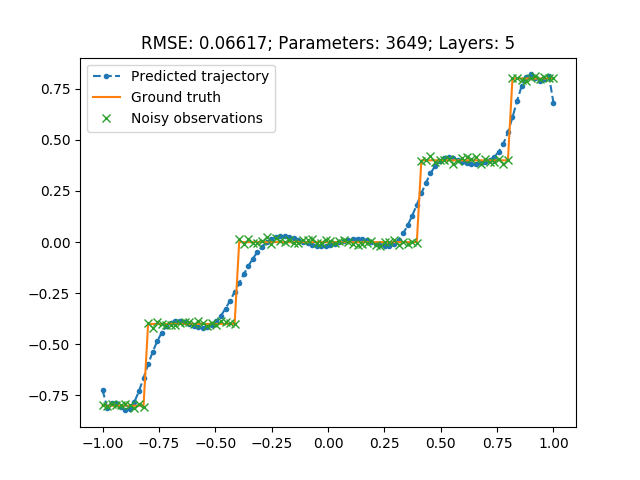 RMSE: 0.06617; Parameters: 3649; Layers: 5
Predicted trajectory
Ground truth
Noisy observations
0.75
0.50
0.25
0.00
−0.25
−0.50
−0.75
−1.00 −0.75 −0.50 −0.25 0.00 0.25 0.50 0.75 1.00